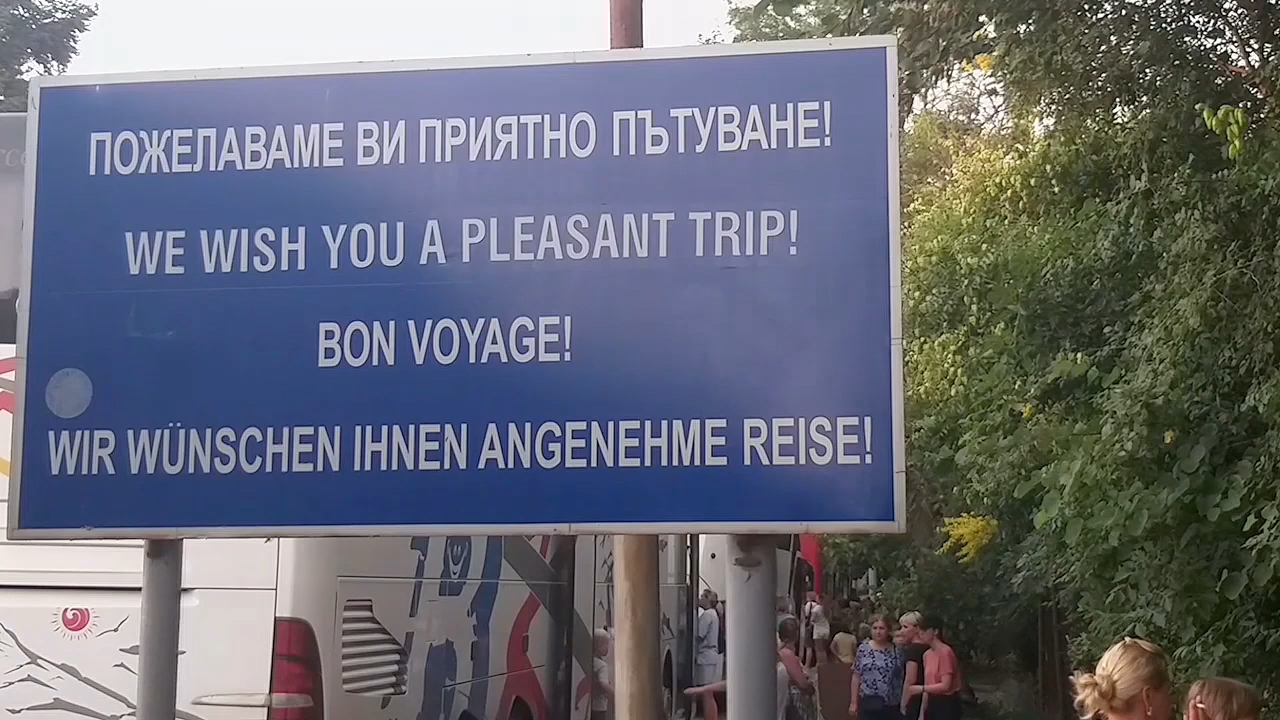 ПОЖЕЛАВАМЕ ВИ ПРИЯТНО ПЪТУВАНЕ!
WE WISH YOU A PLEASANT TRIP!
BON VOYAGE!
WIR WÜNSCHEN IHNEN ANGENEHME REISE!